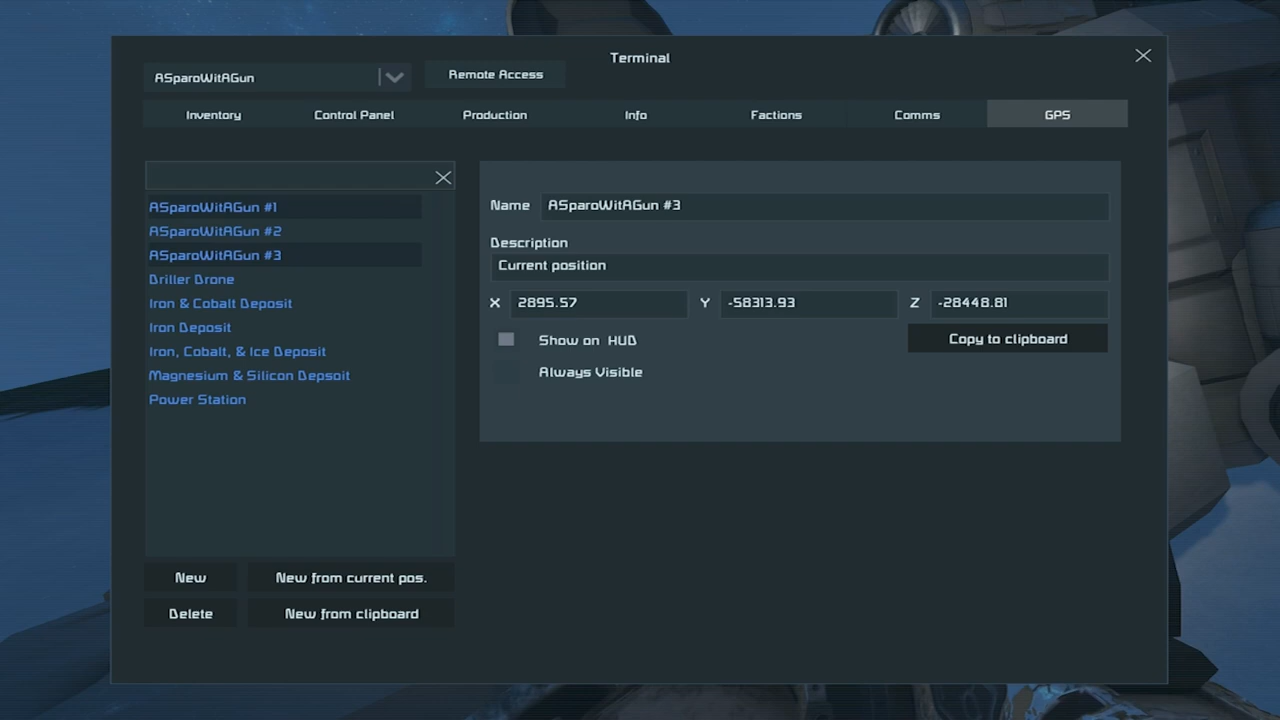 Terminal
ASparoWitAGun
Remote Access
Inventory
Control Panel
Production
Info
Factions
Comms
GPS
ASparoWitAGun #1
ASparoWitAGun #2
ASparoWitAGun #3
Driller Drone
Iron & Cobalt Deposit
Iron Deposit
Iron, Cobalt, & Ice Deposit
Magnesium & Silicon Depsoit
Power Station
New
New from current pos.
Delete
New from clipboard
Name ASparoWitAGun #3
Description
Current position
X 2895.57 Y -58313.93 Z -28448.81
Show on HUD
Copy to clipboard
Always Visible